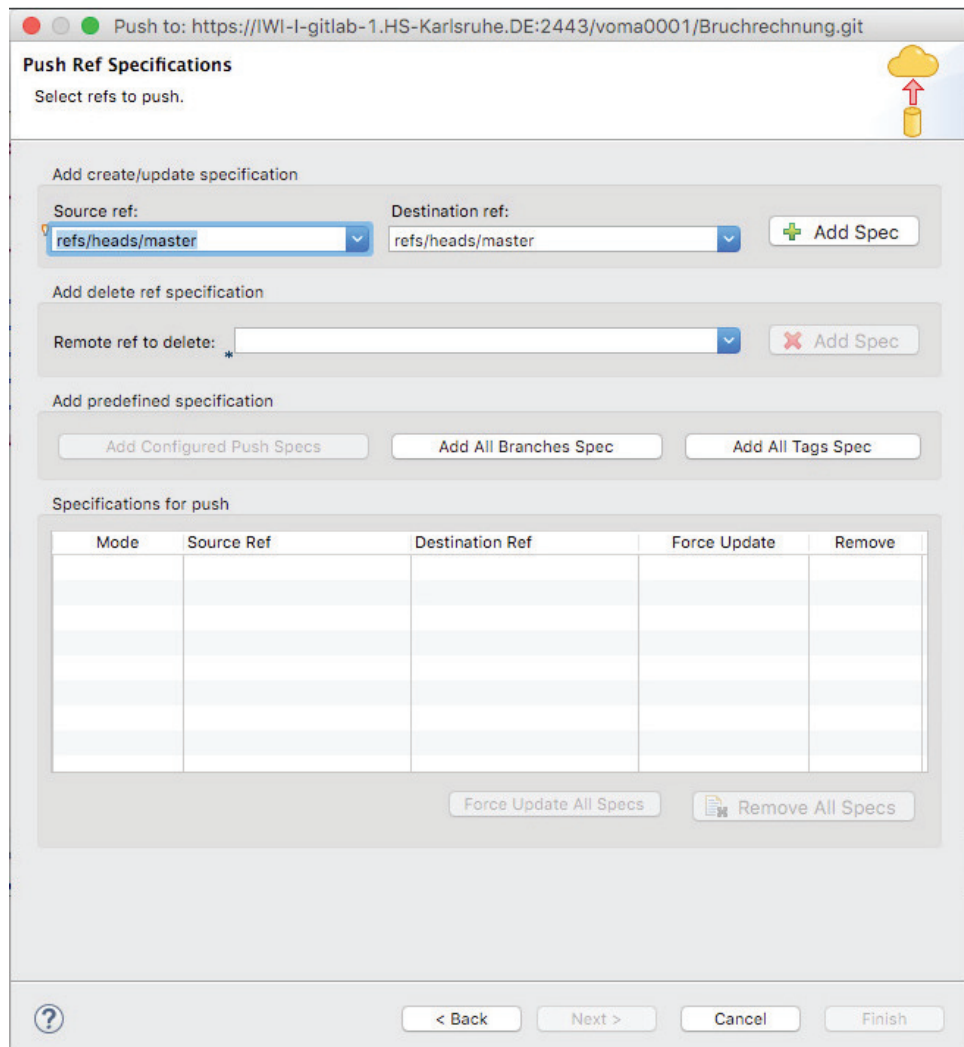 Push to: https://IWI-I-gitlab-1.HS-Karlsruhe.DE:2443/voma0001/Bruchrechnung.git
Push Ref Specifications
Select refs to push.
Add create/update specification
Source ref: Destination ref:
refs/heads/master refs/heads/master Add Spec
Add delete ref specification
Remote ref to delete: * Add Spec
Add predefined specification
Add Configured Push Specs Add All Branches Spec Add All Tags Spec
Specifications for push
Mode Source Ref Destination Ref Force Update Remove
Force Update All Specs Remove All Specs
? < Back Next > Cancel Finish